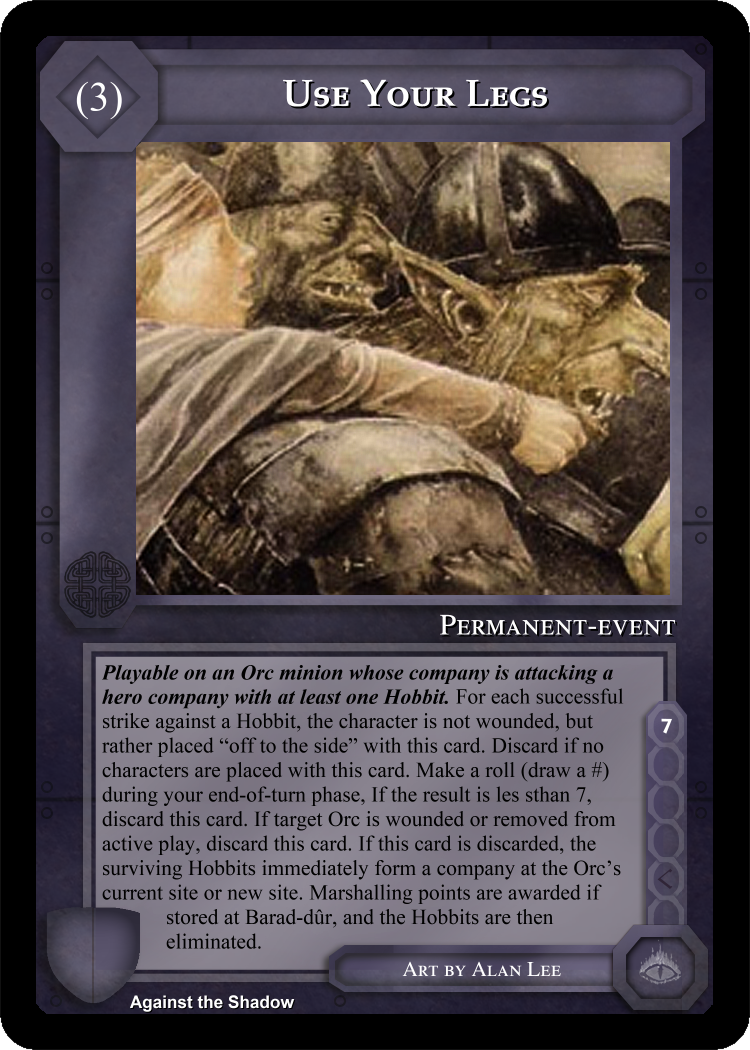 (3)
Use Your Legs
Permanent-event
Playable on an Orc minion whose company is attacking a
hero company with at least one Hobbit. For each successful
strike against a Hobbit, the character is not wounded, but
rather placed “off to the side” with this card. Discard if no
characters are placed with this card. Make a roll (draw a #)
during your end-of-turn phase, If the result is les sthan 7,
discard this card. If target Orc is wounded or removed from
active play, discard this card. If this card is discarded, the
surviving Hobbits immediately form a company at the Orc’s
current site or new site. Marshalling points are awarded if
stored at Barad-dûr, and the Hobbits are then
eliminated.
7
Art by Alan Lee
Against the Shadow